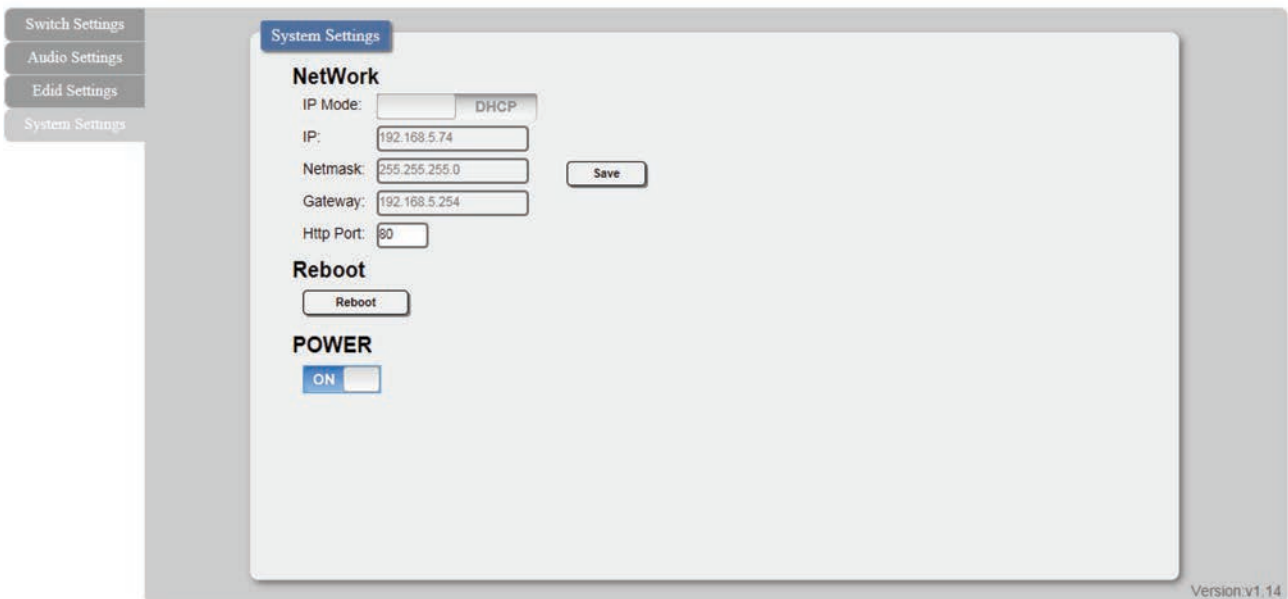 Switch Settings
Audio Settings
Edid Settings
System Settings
System Settings
NetWork
IP Mode: DHCP
IP: 192.168.5.74
Netmask: 255.255.255.0
Save
Gateway: 192.168.5.254
Http Port: 80
Reboot
Reboot
POWER
ON
Version:v1.14